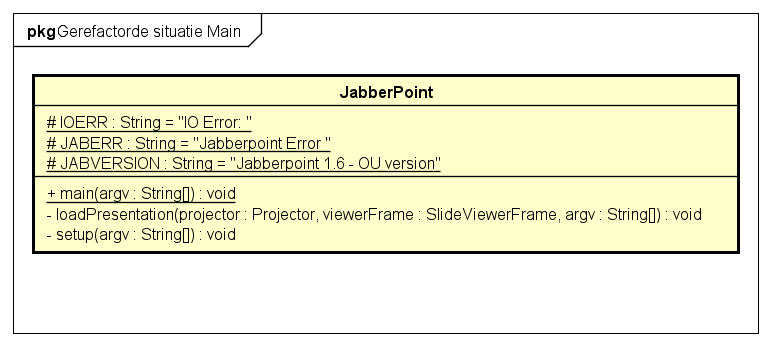 pkg Gerefactorde situatie Main
JabberPoint
# IOERR : String = "IO Error: "
# JABERR : String = "Jabberpoint Error "
# JABVERSION : String = "Jabberpoint 1.6 - OU version"
+ main(argv : String[]) : void
- loadPresentation(projector : Projector, viewerFrame : SlideViewerFrame, argv : String[]) : void
- setup(argv : String[]) : void